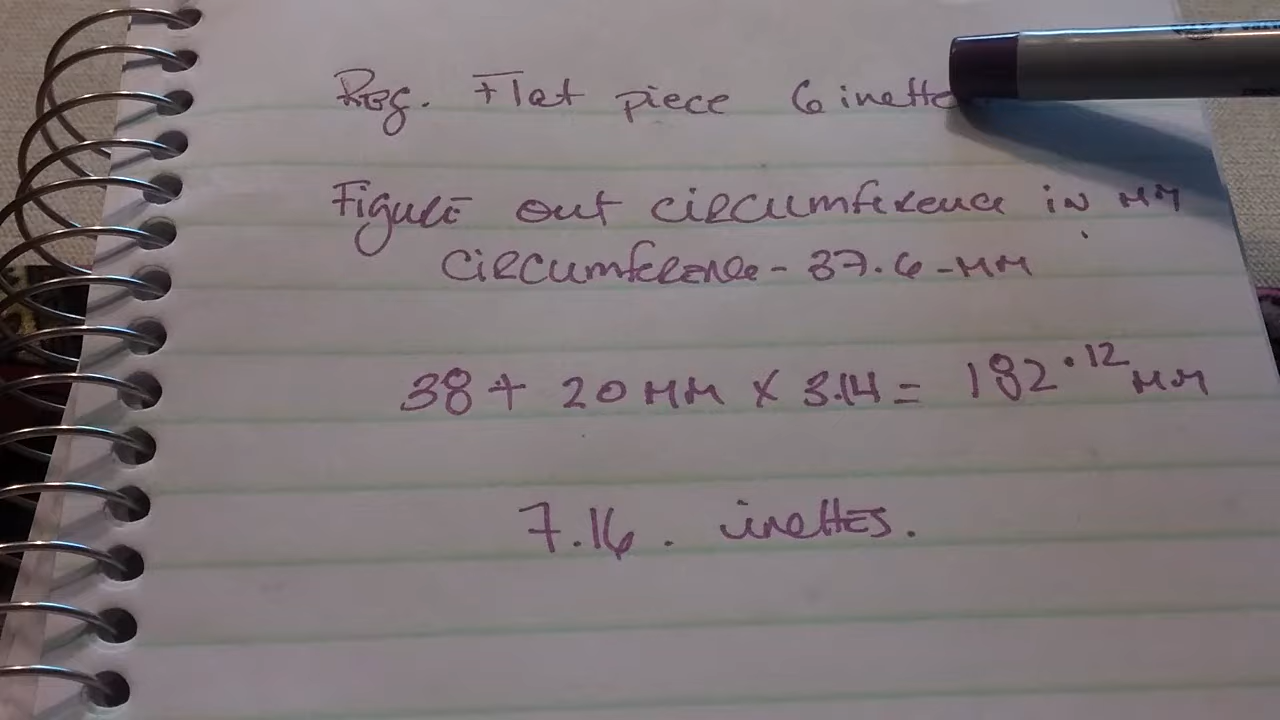 Reg. Flat piece 6 inche
Figure out circumference in MM
circumference - 37.6 - MM
38 + 20 MM x 3.14 = 182.12 MM
7.16. inches.